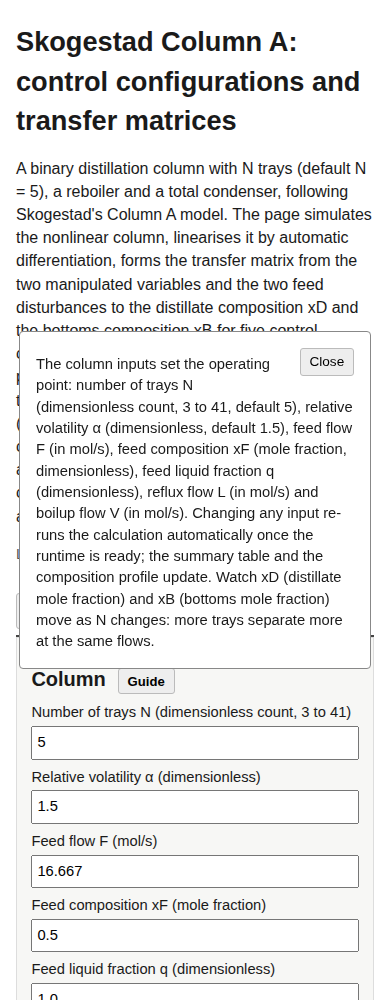 Skogestad Column A:
control configurations and
transfer matrices
A binary distillation column with N trays (default N
= 5), a reboiler and a total condenser, following
Skogestad's Column A model. The page simulates
the nonlinear column, linearises it by automatic
differentiation, forms the transfer matrix from the
two manipulated variables and the two feed
disturbances to the distillate composition xD and
the bottoms composition xB for five control
Close
The column inputs set the operating
point: number of trays N
(dimensionless count, 3 to 41, default 5), relative
volatility α (dimensionless, default 1.5), feed flow
F (in mol/s), feed composition xF (mole fraction,
dimensionless), feed liquid fraction q
(dimensionless), reflux flow L (in mol/s) and
boilup flow V (in mol/s). Changing any input re-
runs the calculation automatically once the
runtime is ready; the summary table and the
composition profile update. Watch xD (distillate
mole fraction) and xB (bottoms mole fraction)
move as N changes: more trays separate more
at the same flows.
Column Guide
Number of trays N (dimensionless count, 3 to 41)
5
Relative volatility α (dimensionless)
1.5
Feed flow F (mol/s)
16.667
Feed composition xF (mole fraction)
0.5
Feed liquid fraction q (dimensionless)
1.0